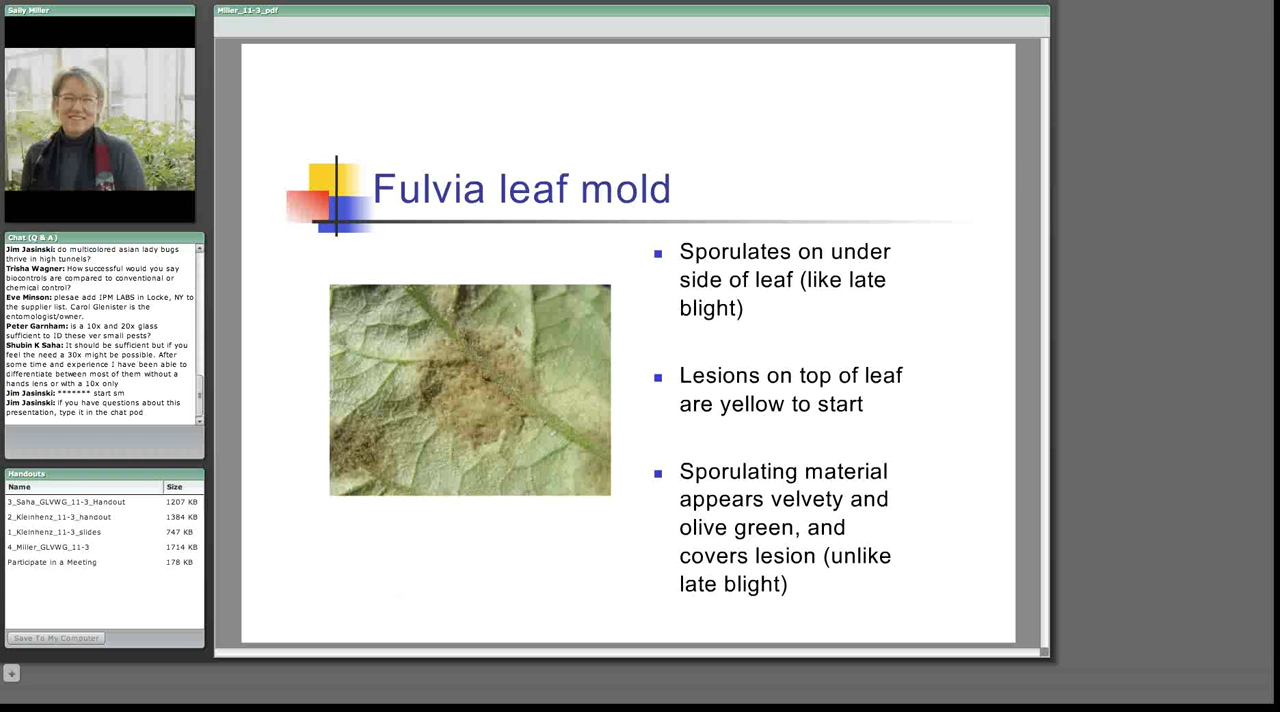 Sally Miller
Miller_11-3_pdf
Chat (Q & A)
Jim Jasinski: do multicolored asian lady bugs
thrive in high tunnels?
Trisha Wagner: How successful would you say
biocontrols are compared to conventional or
chemical control?
Eve Minson: plesae add IPM LABS in Locke, NY to
the supplier list. Carol Glenister is the
entomologist/owner.
Peter Garnham: is a 10x and 20x glass
sufficient to ID these ver small pests?
Shubin K Saha: It should be sufficient but if you
feel the need a 30x might be possible. After
some time and experience I have been able to
differentiate between most of them without a
hands lens or with a 10x only
Jim Jasinski: ******* start sm
Jim Jasinski: If you have questions about this
presentation, type it in the chat pod
Handouts
Name Size
3_Saha_GLVWG_11-3_Handout 1207 KB
2_Kleinhenz_11-3_handout 1384 KB
1_Kleinhenz_11-3_slides 747 KB
4_Miller_GLVWG_11-3 1714 KB
Participate in a Meeting 178 KB
Save To My Computer
Fulvia leaf mold
Sporulates on under
side of leaf (like late
blight)
Lesions on top of leaf
are yellow to start
Sporulating material
appears velvety and
olive green, and
covers lesion (unlike
late blight)